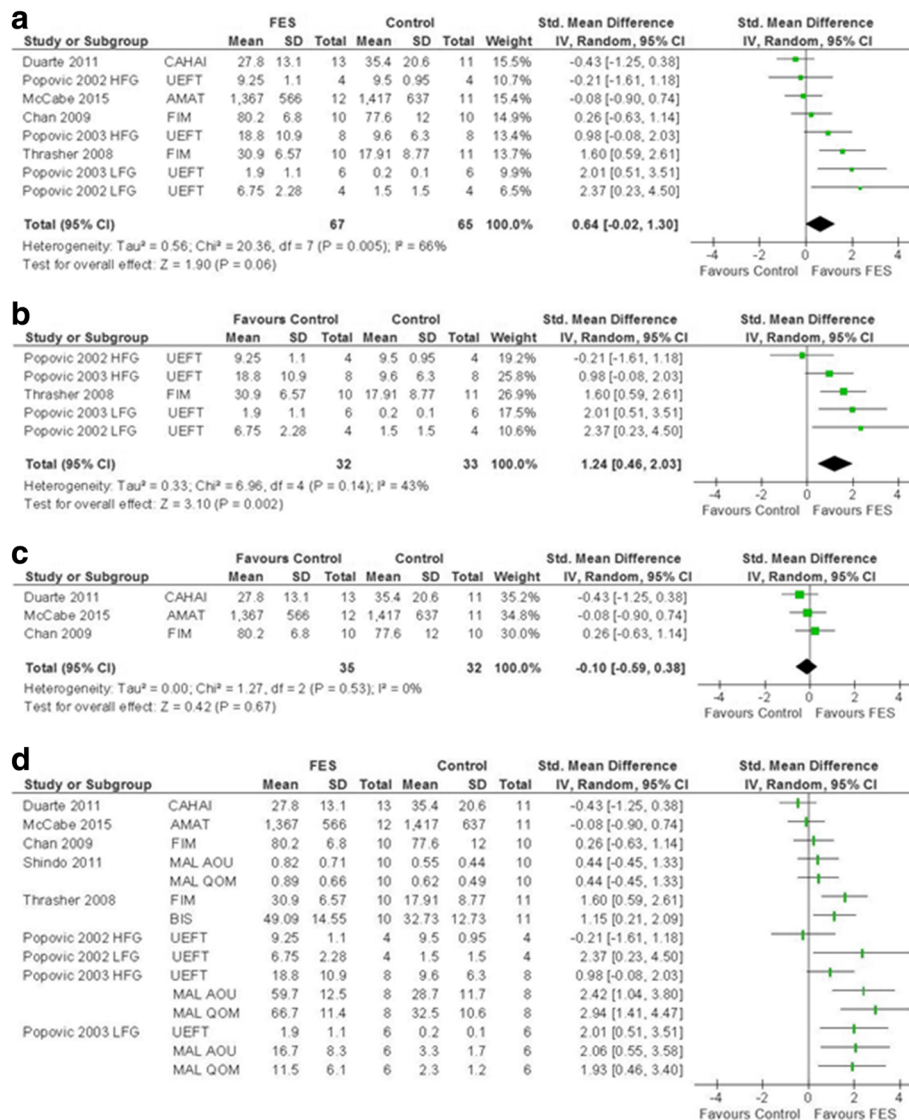 a
FES Control Std. Mean Difference Std. Mean Difference
Study or Subgroup Mean SD Total Mean SD Total Weight IV, Random, 95% CI IV, Random, 95% CI
Duarte 2011 CAHAI 27.8 13.1 13 35.4 20.6 11 15.5% -0.43 [-1.25, 0.38]
Popovic 2002 HFG UEFT 9.25 1.1 4 9.5 0.95 4 10.7% -0.21 [-1.61, 1.18]
McCabe 2015 AMAT 1,367 566 12 1,417 637 11 15.4% -0.08 [-0.90, 0.74]
Chan 2009 FIM 80.2 6.8 10 77.6 12 10 14.9% 0.26 [-0.63, 1.14]
Popovic 2003 HFG UEFT 18.8 10.9 8 9.6 6.3 8 13.4% 0.98 [-0.08, 2.03]
Thrasher 2008 FIM 30.9 6.57 10 17.91 8.77 11 13.7% 1.60 [0.59, 2.61]
Popovic 2003 LFG UEFT 1.9 1.1 6 0.2 0.1 6 9.9% 2.01 [0.51, 3.51]
Popovic 2002 LFG UEFT 6.75 2.28 4 1.5 1.5 4 6.5% 2.37 [0.23, 4.50]
Total (95% CI) 67 65 100.0% 0.64 [-0.02, 1.30]
Heterogeneity: Tau² = 0.56; Chi² = 20.36, df = 7 (P = 0.005); I² = 66%
Test for overall effect: Z = 1.90 (P = 0.06)
-4 -2 0 2 4
Favours Control Favours FES
b
Favours Control Control Std. Mean Difference Std. Mean Difference
Study or Subgroup Mean SD Total Mean SD Total Weight IV, Random, 95% CI IV, Random, 95% CI
Popovic 2002 HFG UEFT 9.25 1.1 4 9.5 0.95 4 19.2% -0.21 [-1.61, 1.18]
Popovic 2003 HFG UEFT 18.8 10.9 8 9.6 6.3 8 25.8% 0.98 [-0.08, 2.03]
Thrasher 2008 FIM 30.9 6.57 10 17.91 8.77 11 26.9% 1.60 [0.59, 2.61]
Popovic 2003 LFG UEFT 1.9 1.1 6 0.2 0.1 6 17.5% 2.01 [0.51, 3.51]
Popovic 2002 LFG UEFT 6.75 2.28 4 1.5 1.5 4 10.6% 2.37 [0.23, 4.50]
Total (95% CI) 32 33 100.0% 1.24 [0.46, 2.03]
Heterogeneity: Tau² = 0.33; Chi² = 6.96, df = 4 (P = 0.14); I² = 43%
Test for overall effect: Z = 3.10 (P = 0.002)
-4 -2 0 2 4
Favours Control Favours FES
c
Favours Control Control Std. Mean Difference Std. Mean Difference
Study or Subgroup Mean SD Total Mean SD Total Weight IV, Random, 95% CI IV, Random, 95% CI
Duarte 2011 CAHAI 27.8 13.1 13 35.4 20.6 11 35.2% -0.43 [-1.25, 0.38]
McCabe 2015 AMAT 1,367 566 12 1,417 637 11 34.8% -0.08 [-0.90, 0.74]
Chan 2009 FIM 80.2 6.8 10 77.6 12 10 30.0% 0.26 [-0.63, 1.14]
Total (95% CI) 35 32 100.0% -0.10 [-0.59, 0.38]
Heterogeneity: Tau² = 0.00; Chi² = 1.27, df = 2 (P = 0.53); I² = 0%
Test for overall effect: Z = 0.42 (P = 0.67)
-4 -2 0 2 4
Favours Control Favours FES
d
FES Control Std. Mean Difference Std. Mean Difference
Study or Subgroup Mean SD Total Mean SD Total IV, Random, 95% CI IV, Random, 95% CI
Duarte 2011 CAHAI 27.8 13.1 13 35.4 20.6 11 -0.43 [-1.25, 0.38]
McCabe 2015 AMAT 1,367 566 12 1,417 637 11 -0.08 [-0.90, 0.74]
Chan 2009 FIM 80.2 6.8 10 77.6 12 10 0.26 [-0.63, 1.14]
Shindo 2011 MAL AOU 0.82 0.71 10 0.55 0.44 10 0.44 [-0.45, 1.33]
MAL QOM 0.89 0.66 10 0.62 0.49 10 0.44 [-0.45, 1.33]
Thrasher 2008 FIM 30.9 6.57 10 17.91 8.77 11 1.60 [0.59, 2.61]
BIS 49.09 14.55 10 32.73 12.73 11 1.15 [0.21, 2.09]
Popovic 2002 HFG UEFT 9.25 1.1 4 9.5 0.95 4 -0.21 [-1.61, 1.18]
Popovic 2002 LFG UEFT 6.75 2.28 4 1.5 1.5 4 2.37 [0.23, 4.50]
Popovic 2003 HFG UEFT 18.8 10.9 8 9.6 6.3 8 0.98 [-0.08, 2.03]
MAL AOU 59.7 12.5 8 28.7 11.7 8 2.42 [1.04, 3.80]
MAL QOM 66.7 11.4 8 32.5 10.6 8 2.94 [1.41, 4.47]
Popovic 2003 LFG UEFT 1.9 1.1 6 0.2 0.1 6 2.01 [0.51, 3.51]
MAL AOU 16.7 8.3 6 3.3 1.7 6 2.06 [0.55, 3.58]
MAL QOM 11.5 6.1 6 2.3 1.2 6 1.93 [0.46, 3.40]
-4 -2 0 2 4
Favours Control Favours FES